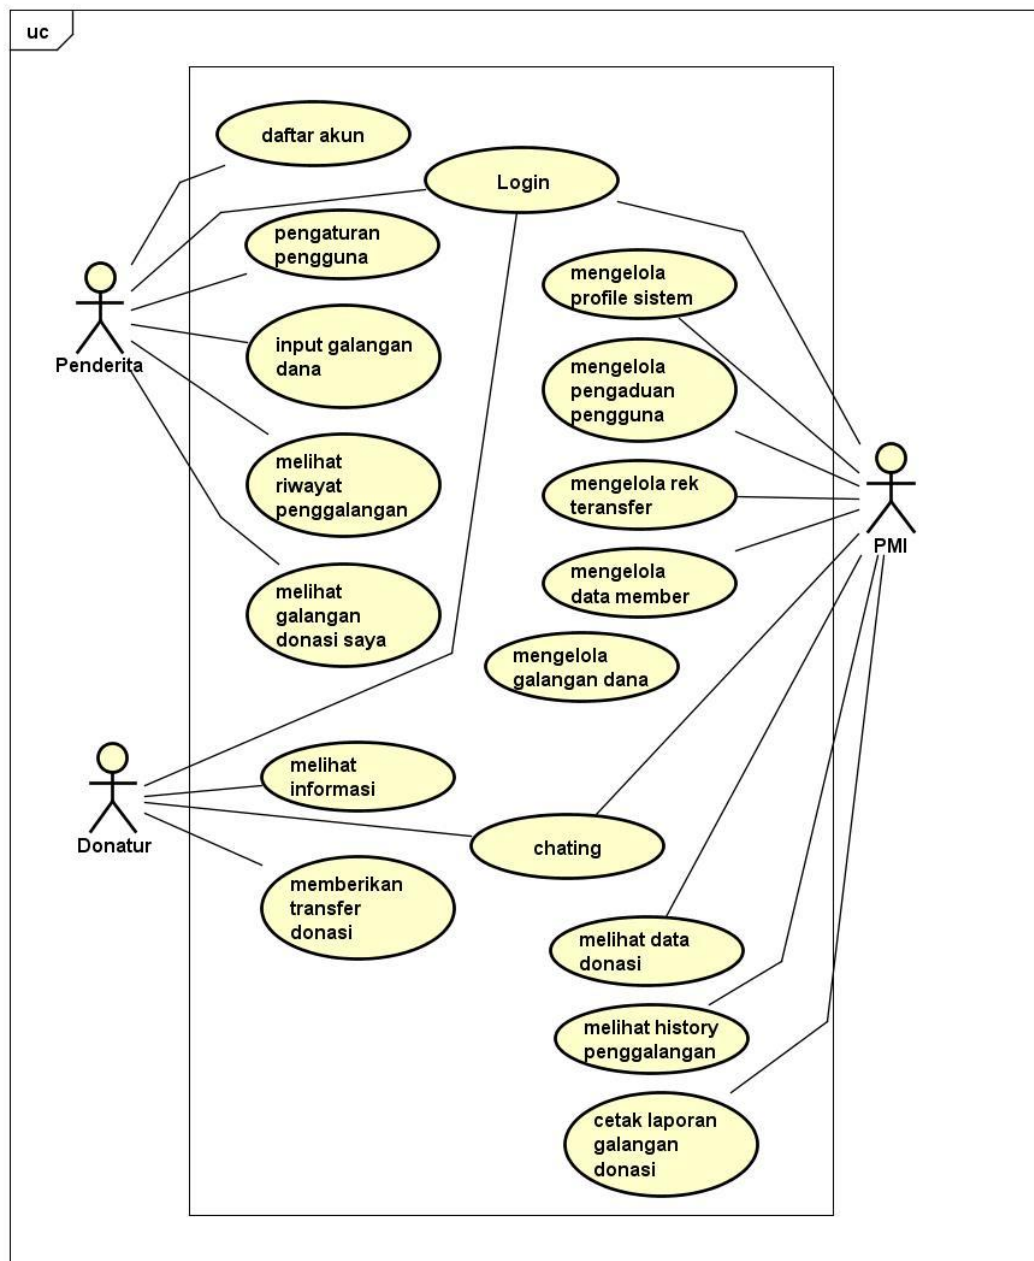 uc
daftar akun
Login
pengaturan
pengguna
mengelola
profile sistem
input galangan
dana
Penderita
mengelola
pengaduan
pengguna
melihat
riwayat
penggalangan
mengelola rek
teransfer
PMI
mengelola
data member
melihat
galangan
donasi saya
mengelola
galangan dana
melihat
informasi
Donatur
chating
memberikan
transfer
donasi
melihat data
donasi
melihat history
penggalangan
cetak laporan
galangan
donasi